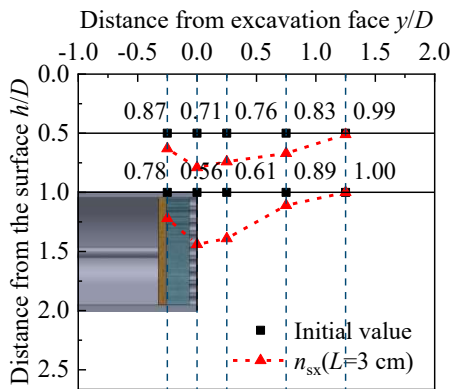 Distance from excavation face y/D
-1.0 -0.5 0.0 0.5 1.0 1.5 2.0
Distance from the surface h/D
0.0
0.87 0.71 0.76 0.83 0.99
0.5
0.78 0.56 0.61 0.89 1.00
1.0
1.5
2.0
Initial value
2.5
nsx(L=3 cm)